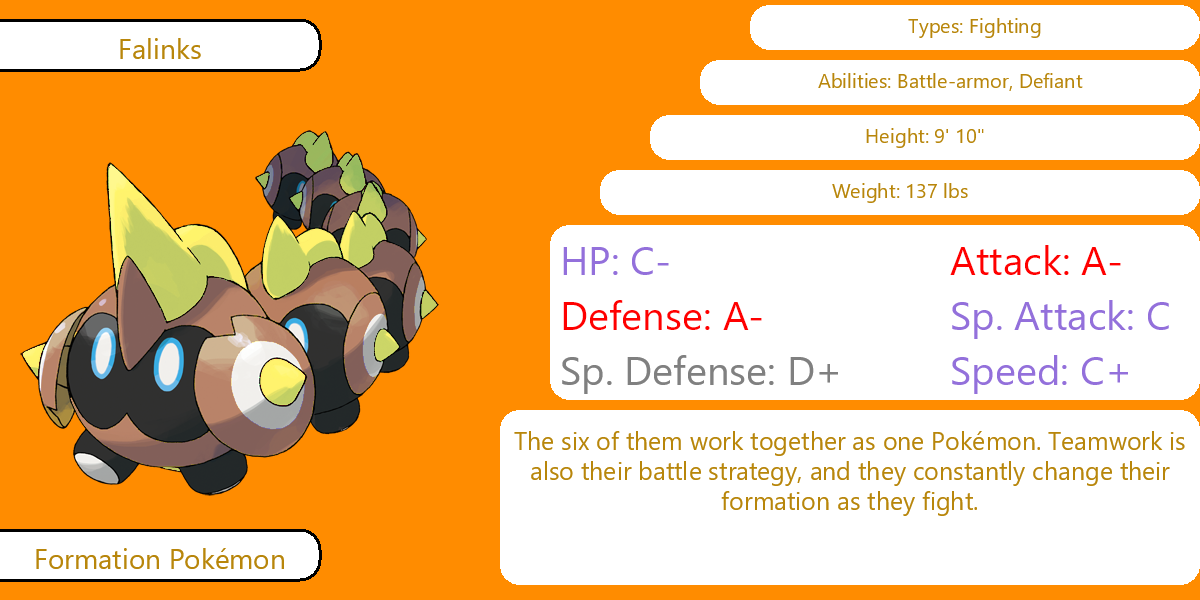 Falinks
Types: Fighting
Abilities: Battle-armor, Defiant
Height: 9' 10"
Weight: 137 lbs
HP: C-
Attack: A-
Defense: A-
Sp. Attack: C
Sp. Defense: D+
Speed: C+
The six of them work together as one Pokémon. Teamwork is
also their battle strategy, and they constantly change their
formation as they fight.
Formation Pokémon